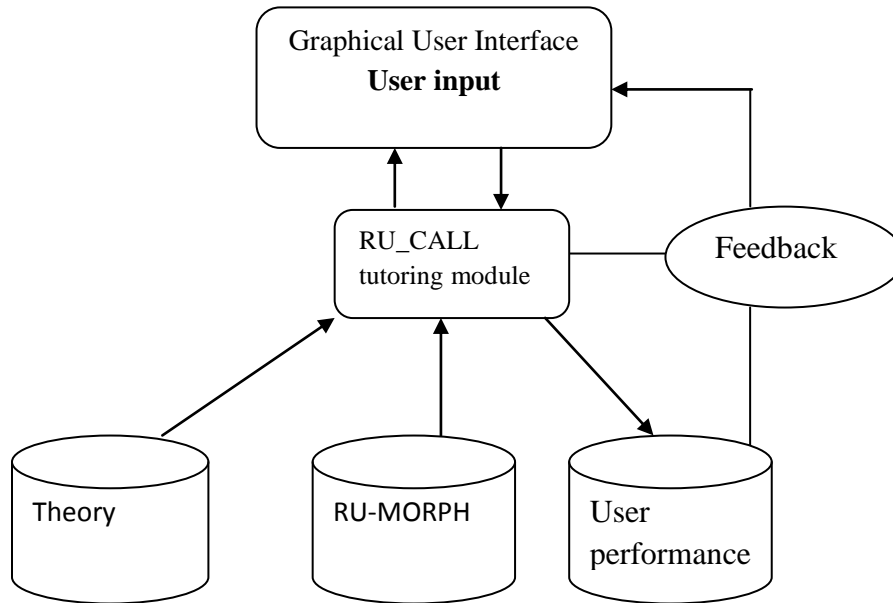 Graphical User Interface
User input
RU_CALL
tutoring module
Feedback
Theory
RU-MORPH
User
performance